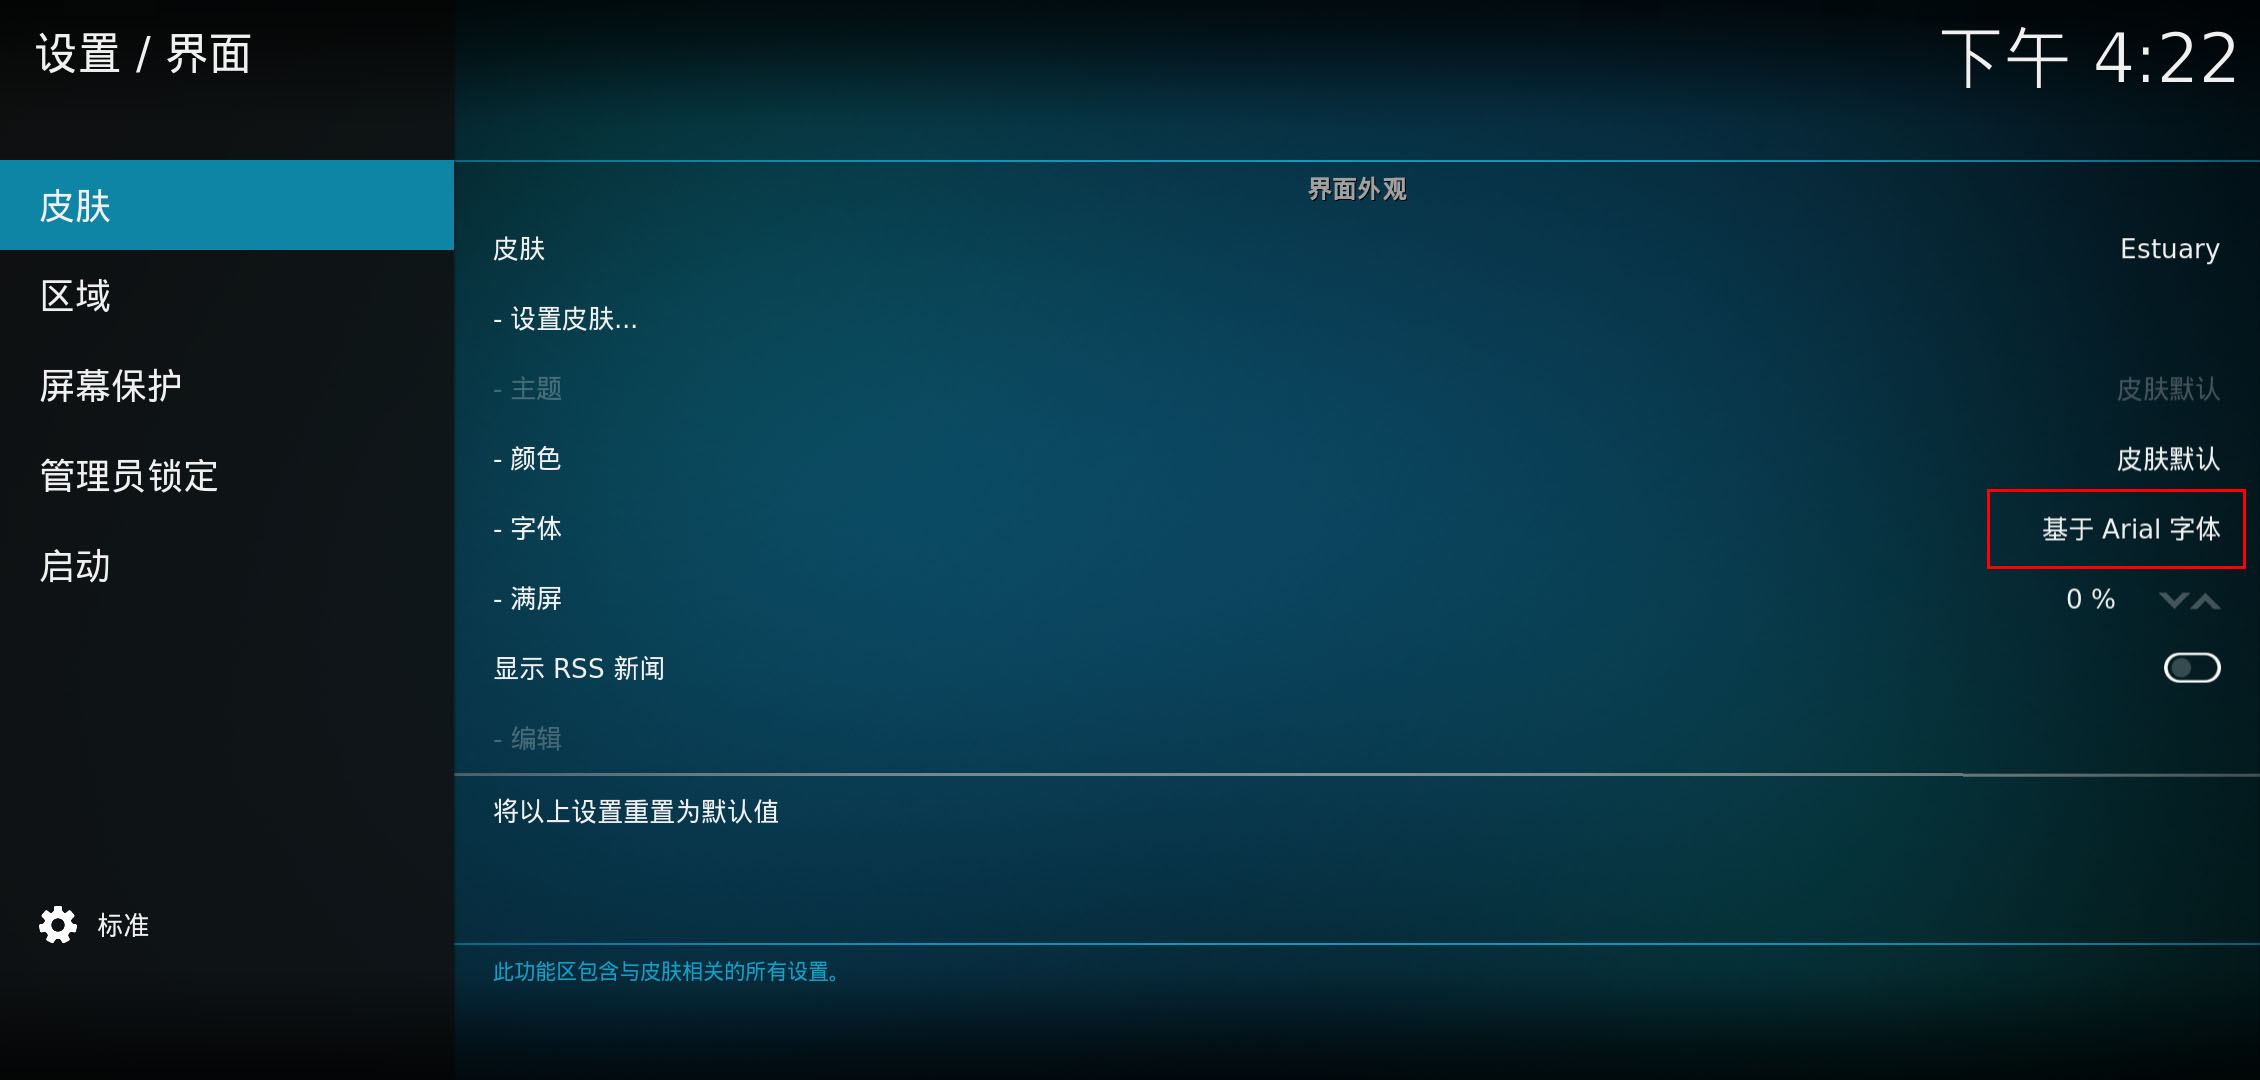 设置 / 界面
下午 4:22
皮肤
区域
屏幕保护
管理员锁定
启动
标准
界面外观
皮肤 Estuary
- 设置皮肤...
- 主题 皮肤默认
- 颜色 皮肤默认
- 字体 基于 Arial 字体
- 满屏 0 %
显示 RSS 新闻
- 编辑
将以上设置重置为默认值
此功能区包含与皮肤相关的所有设置。